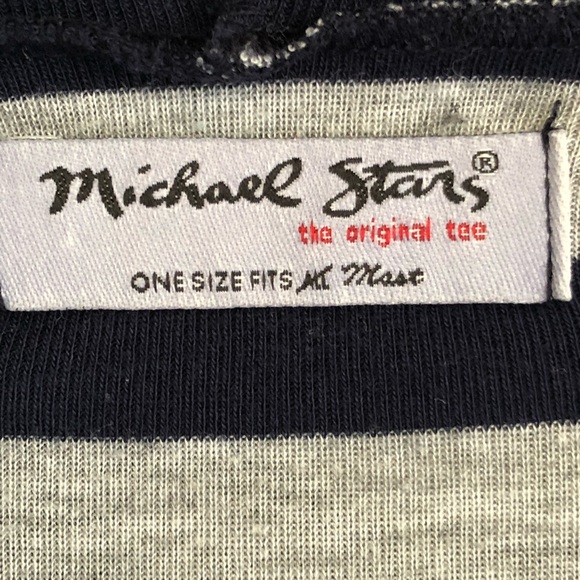 Michael Stars®
the original tee
ONE SIZE FITS All Most